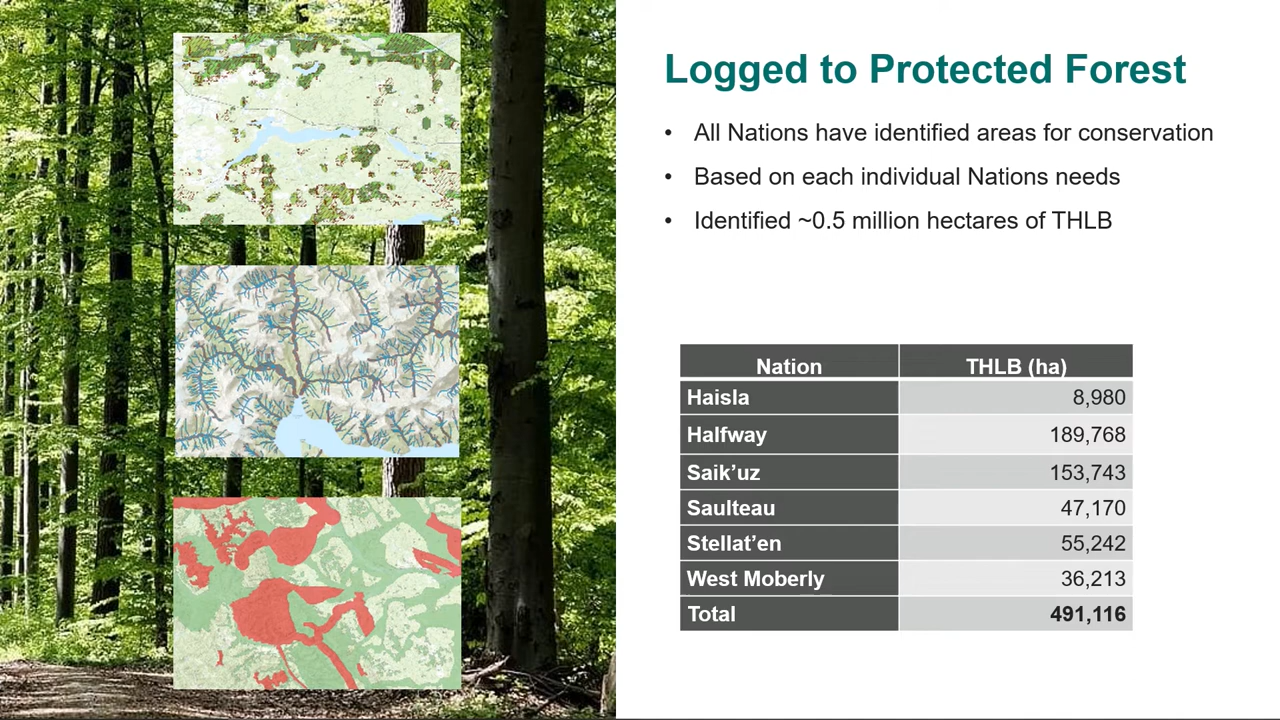 Logged to Protected Forest
• All Nations have identified areas for conservation
• Based on each individual Nations needs
• Identified ~0.5 million hectares of THLB
Nation THLB (ha)
Haisla 8,980
Halfway 189,768
Saik’uz 153,743
Saulteau 47,170
Stellat’en 55,242
West Moberly 36,213
Total 491,116